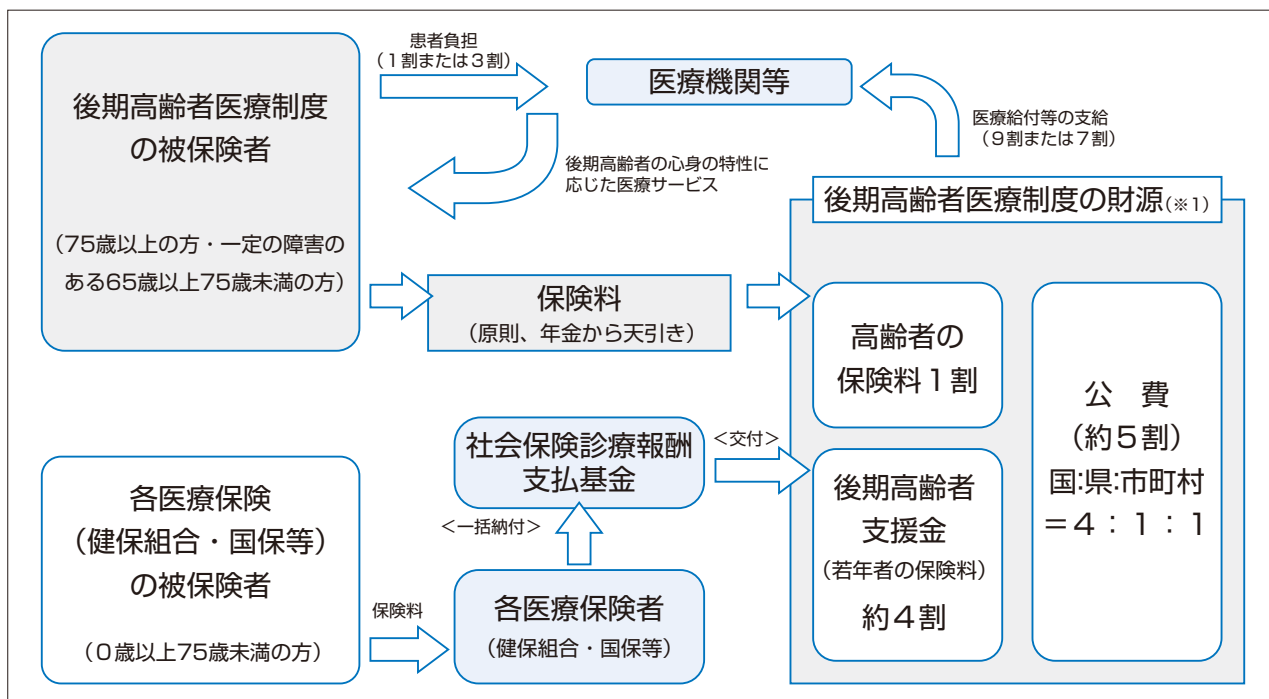 患者負担
（１割または３割）
医療機関等
後期高齢者医療制度
の被保険者
（75歳以上の方・一定の障害の
ある65歳以上75歳未満の方）
医療給付等の支給
（９割または７割）
後期高齢者の心身の特性に
応じた医療サービス
保険料
（原則、年金から天引き）
後期高齢者医療制度の財源(※1)
高齢者の
保険料１割
公　費
（約５割）
国:県:市町村
＝４：１：１
後期高齢者
支援金
（若年者の保険料）
約４割
社会保険診療報酬
支払基金
＜交付＞
＜一括納付＞
各医療保険
（健保組合・国保等）
の被保険者
（０歳以上75歳未満の方）
保険料
各医療保険者
（健保組合・国保等）